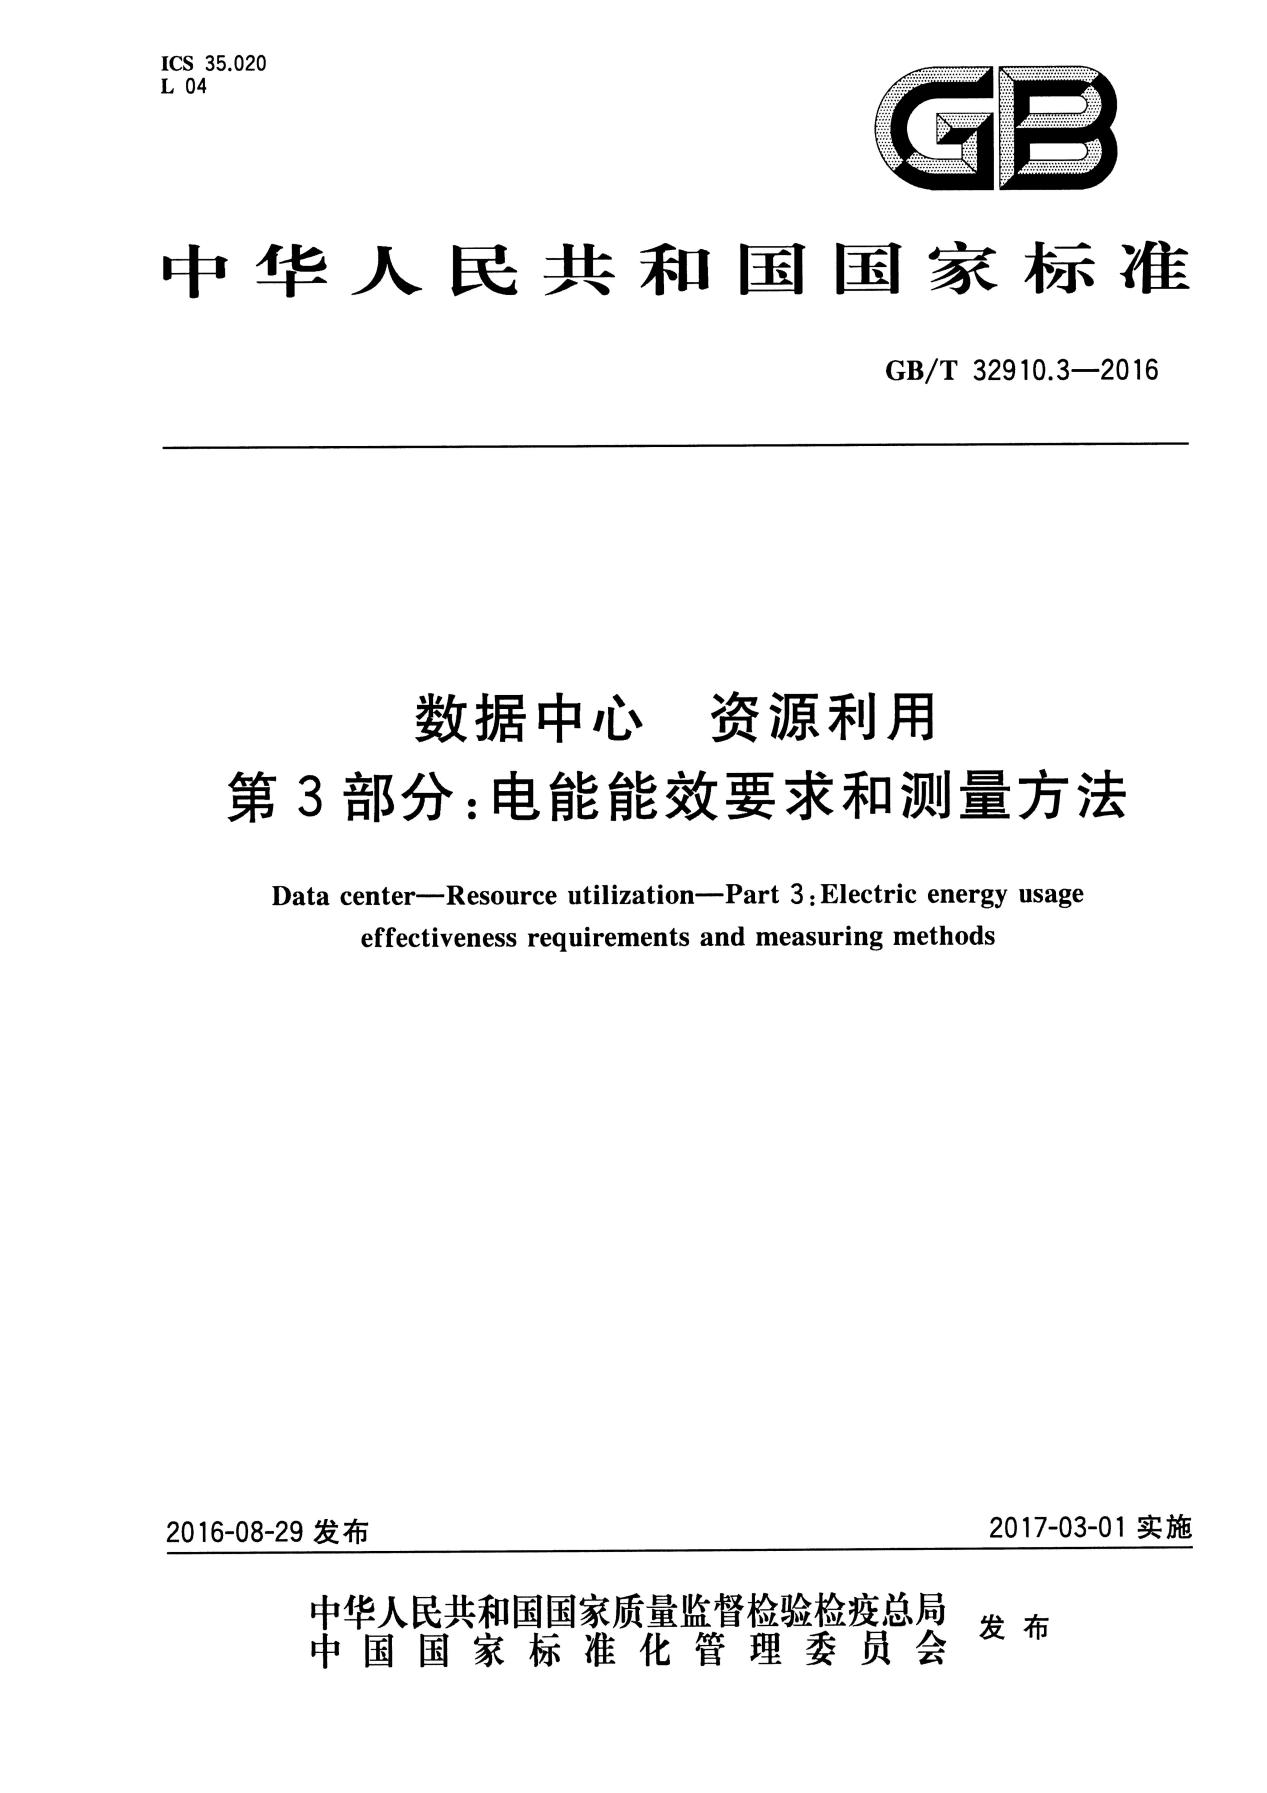 ICS 35.020
L 04
GB
中华人民共和国国家标准
GB/T 32910.3—2016
数据中心 资源利用
第3部分:电能能效要求和测量方法
Data center—Resource utilization—Part 3:Electric energy usage
effectiveness requirements and measuring methods
2016-08-29 发布
2017-03-01 实施
中华人民共和国国家质量监督检验检疫总局
中国国家标准化管理委员会
发布